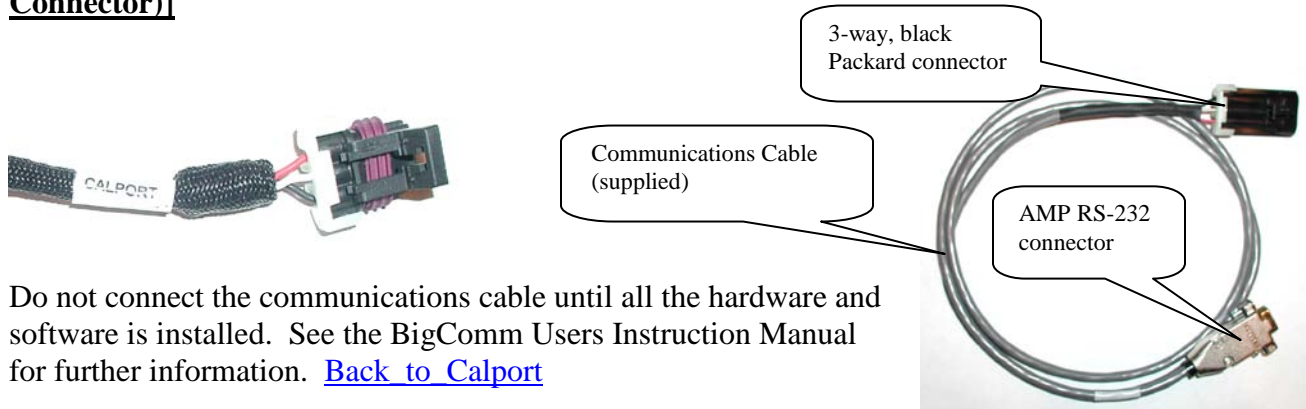 Connector)]
3-way, black
Packard connector
Communications Cable
(supplied)
AMP RS-232
connector
CALPORT
Do not connect the communications cable until all the hardware and
software is installed.  See the BigComm Users Instruction Manual
for further information.  Back_to_Calport